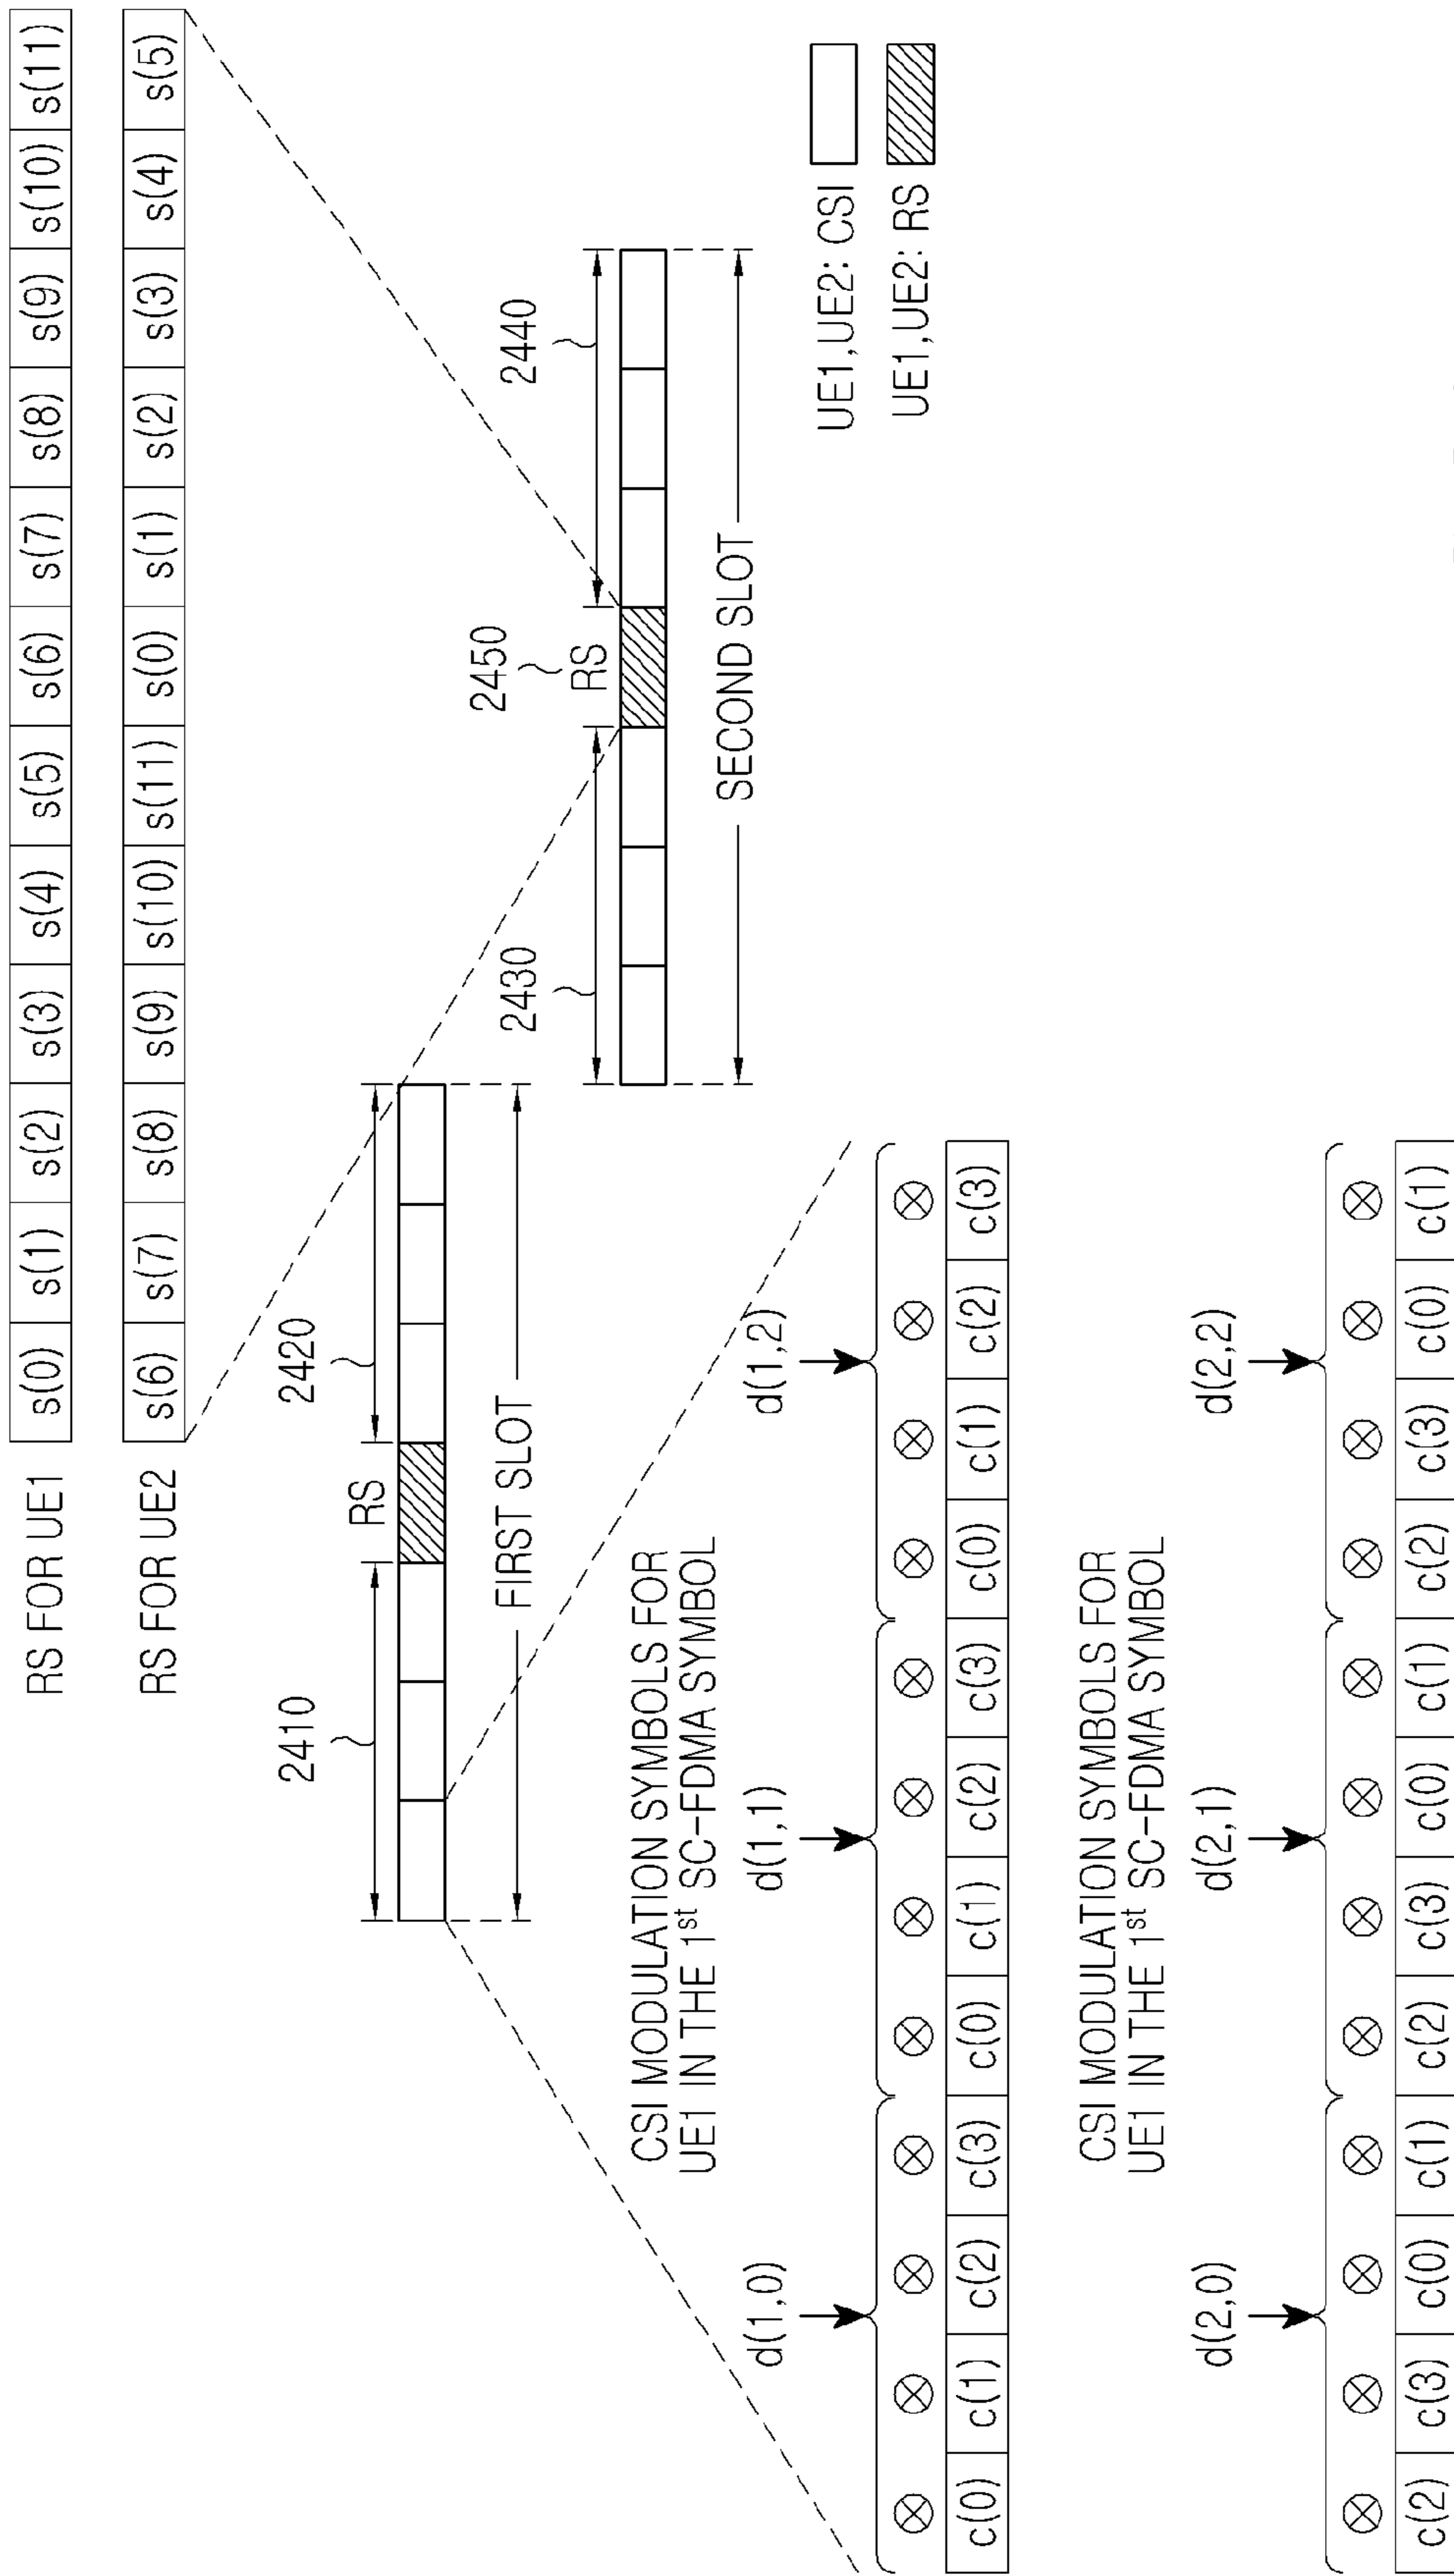 RS FOR UE1 s(0) s(1) s(2) s(3) s(4) s(5) s(6) s(7) s(8) s(9) s(10) s(11)
RS FOR UE2 s(6) s(7) s(8) s(9) s(10) s(11) s(0) s(1) s(2) s(3) s(4) s(5)
2410 RS 2420
FIRST SLOT
2430 2450 2440
RS
SECOND SLOT
UE1,UE2: CSI
UE1,UE2: RS
CSI MODULATION SYMBOLS FOR
UE1 IN THE 1st SC-FDMA SYMBOL
d(1,0) d(1,1) d(1,2)
c(0) c(1) c(2) c(3) c(0) c(1) c(2) c(3) c(0) c(1) c(2) c(3)
CSI MODULATION SYMBOLS FOR
UE1 IN THE 1st SC-FDMA SYMBOL
d(2,0) d(2,1) d(2,2)
c(2) c(3) c(0) c(1) c(2) c(3) c(0) c(1) c(2) c(3) c(0) c(1)